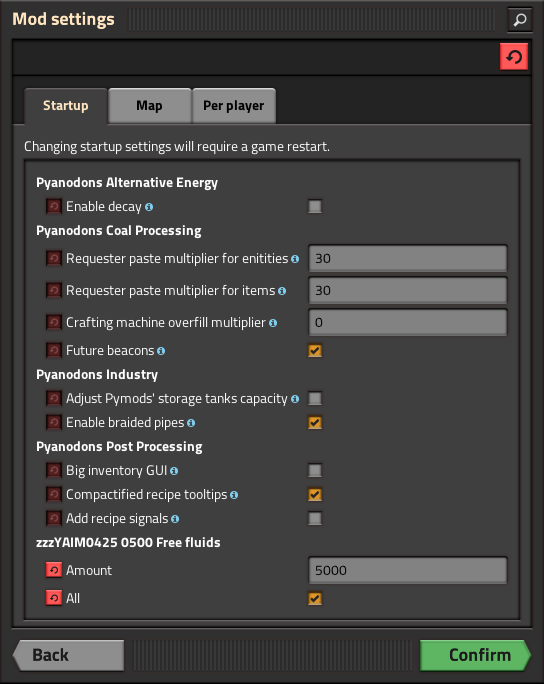 Mod settings
Startup
Map
Per player
Changing startup settings will require a game restart.
Pyanodons Alternative Energy
Enable decay
Pyanodons Coal Processing
Requester paste multiplier for enitities 30
Requester paste multiplier for items 30
Crafting machine overfill multiplier 0
Future beacons
Pyanodons Industry
Adjust Pymods' storage tanks capacity
Enable braided pipes
Pyanodons Post Processing
Big inventory GUI
Compactified recipe tooltips
Add recipe signals
zzzYAIM0425 0500 Free fluids
Amount 5000
All
Back
Confirm